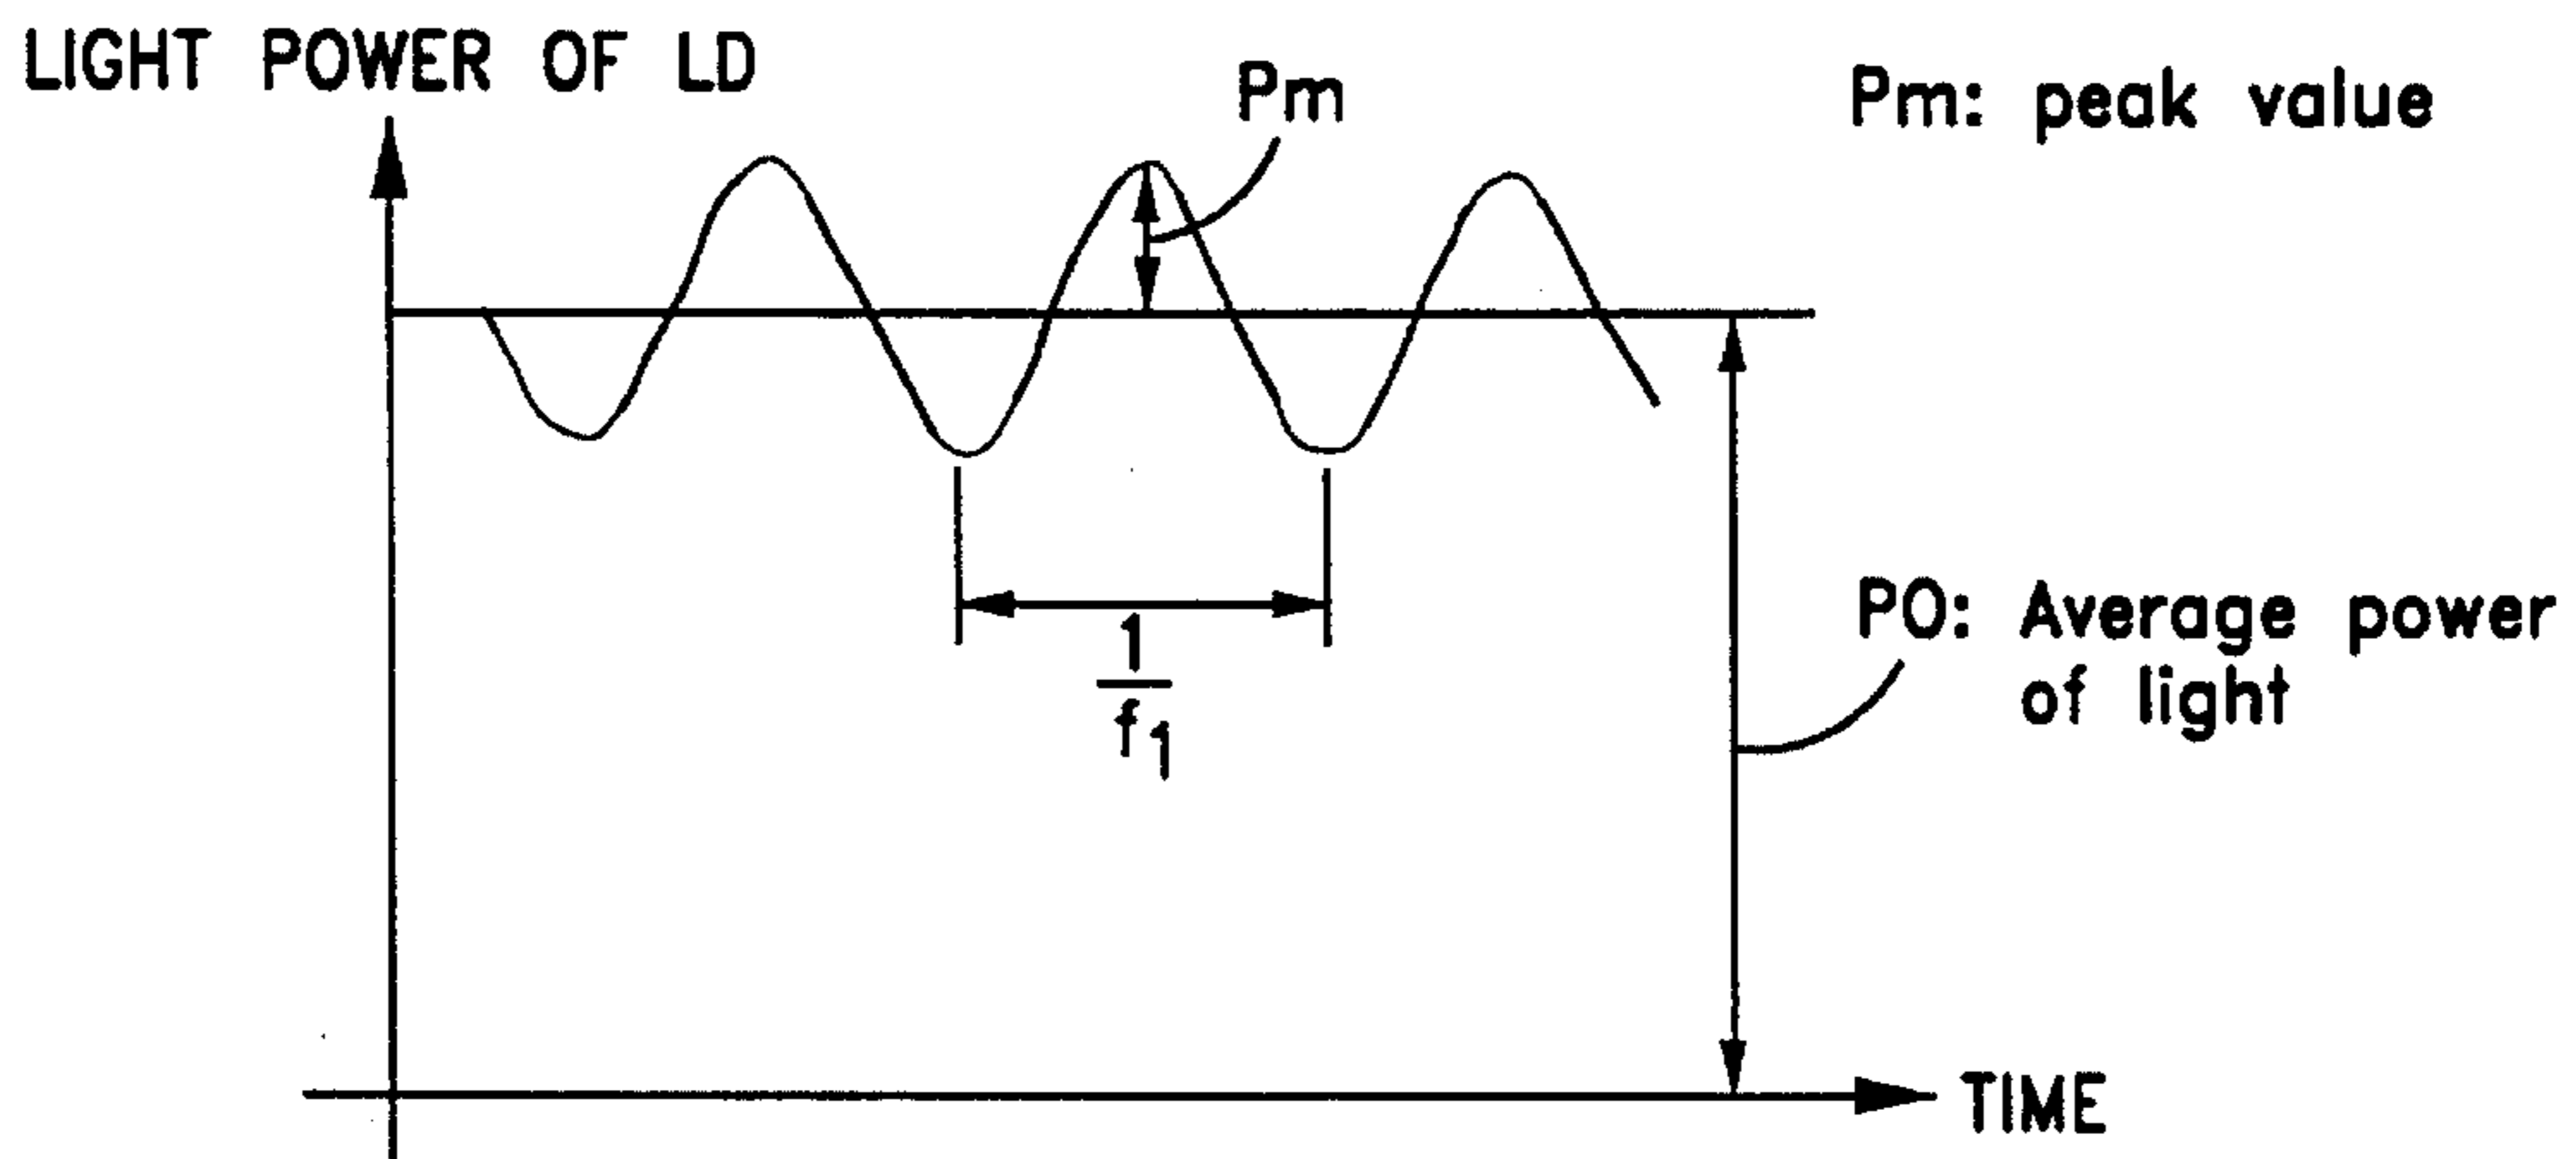 LIGHT POWER OF LD
Pm
Pm: peak value
1
f1
PO: Average power
of light
TIME